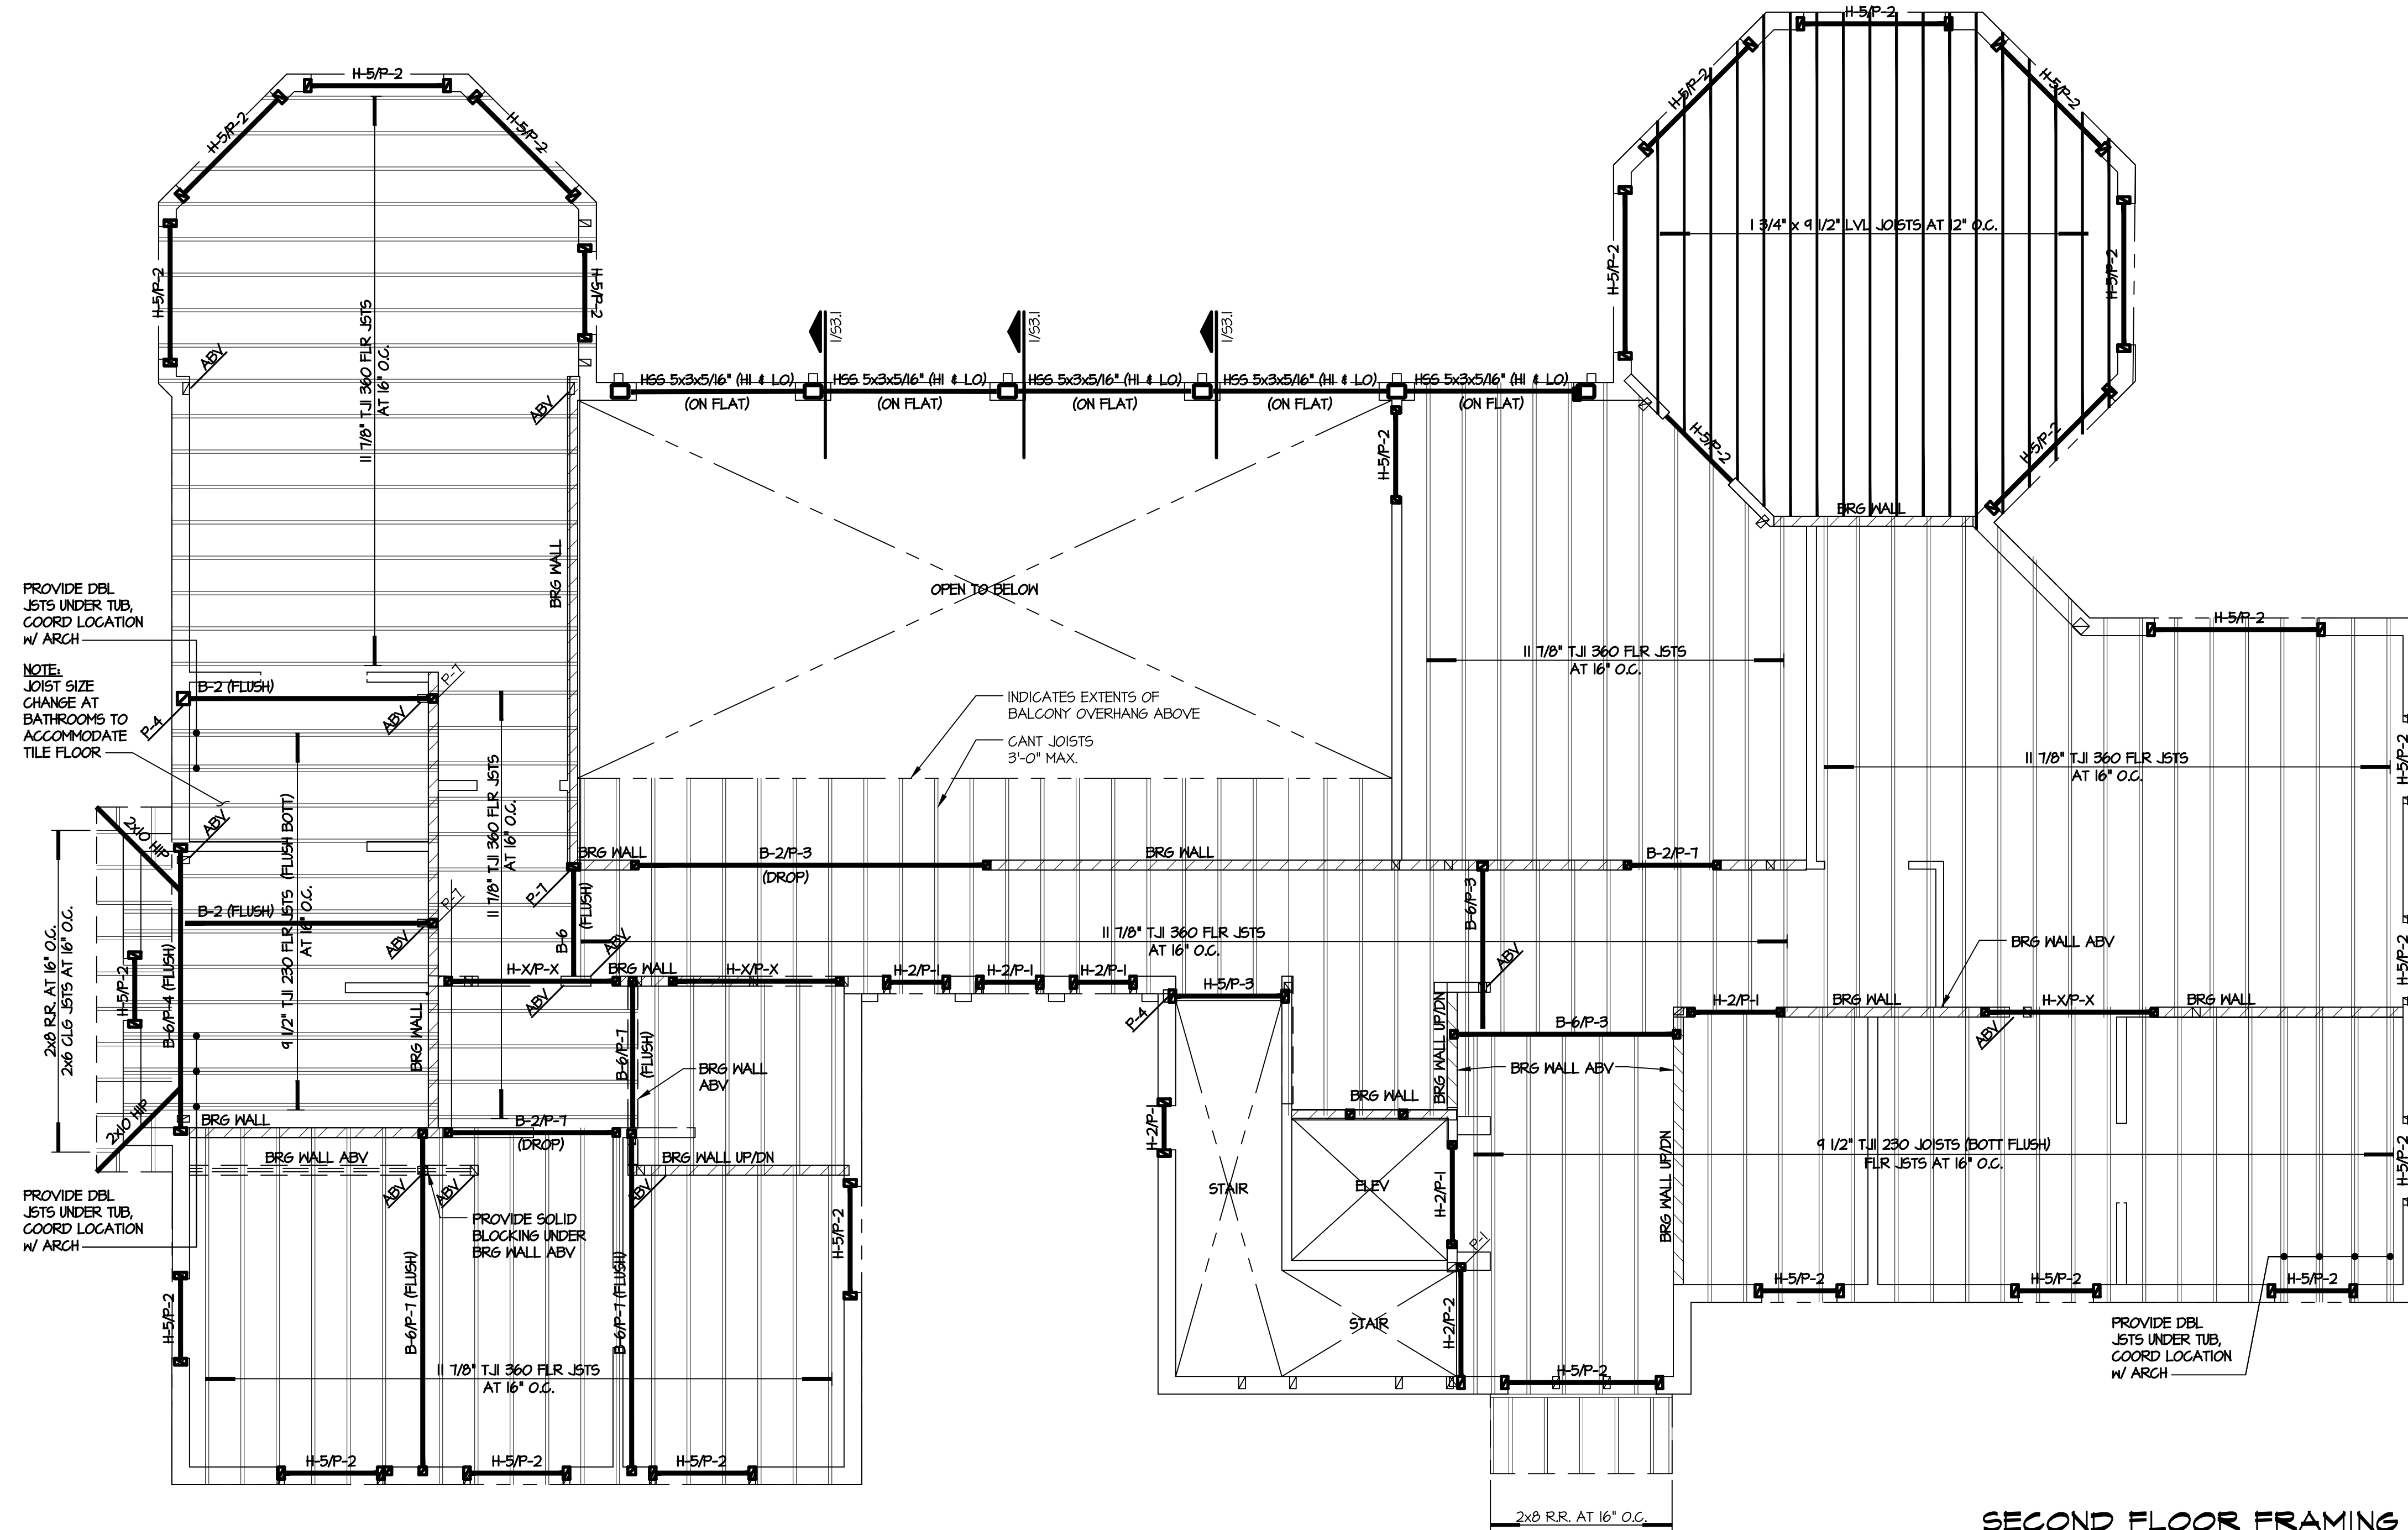 H-5/P-2
H-5/P-2
H-5/P-2
H-5/P-2
H-5/P-2
H-5/P-2
H-5/P-2
H-5/P-2
H-5/P-2
1 3/4" x 9 1/2" LVL JOISTS AT 12" O.C.
H-5/P-2
H-5/P-2
H-5/P-2
H-5/P-2
BRG WALL
11 7/8" TJI 360 FLR JSTS
AT 16" O.C.
ABV
ABV
BRG WALL
1/S3.1
1/S3.1
1/S3.1
HSS 5x3x5/16" (HI & LO)
(ON FLAT)
HSS 5x3x5/16" (HI & LO)
(ON FLAT)
HSS 5x3x5/16" (HI & LO)
(ON FLAT)
HSS 5x3x5/16" (HI & LO)
(ON FLAT)
HSS 5x3x5/16" (HI & LO)
(ON FLAT)
H-5/P-2
OPEN TO BELOW
H-5/P-2
PROVIDE DBL
JSTS UNDER TUB,
COORD LOCATION
W/ ARCH
NOTE:
JOIST SIZE
CHANGE AT
BATHROOMS TO
ACCOMMODATE
TILE FLOOR
B-2 (FLUSH)
P-4
P-7
ABV
INDICATES EXTENTS OF
BALCONY OVERHANG ABOVE
CANT JOISTS
3'-0" MAX.
11 7/8" TJI 360 FLR JSTS
AT 16" O.C.
11 7/8" TJI 360 FLR JSTS
AT 16" O.C.
11 7/8" TJI 360 FLR JSTS
AT 16" O.C.
H-5/P-2
2x10 HIP
ABV
9 1/2" TJI 230 FLR JSTS (FLUSH BOTT)
AT 16" O.C.
2x8 R.R. AT 16" O.C.
2x6 CLG JSTS AT 16" O.C.
H-5/P-2
B-6/P-4 (FLUSH)
B-2 (FLUSH)
P-7
ABV
BRG WALL
B-2/P-3
(DROP)
BRG WALL
B-2/P-7
P-7
B-6
(FLUSH)
ABV
11 7/8" TJI 360 FLR JSTS
AT 16" O.C.
B-6/P-3
ABV
BRG WALL ABV
H-5/P-2
H-X/P-X
BRG WALL
H-X/P-X
ABV
H-2/P-1
H-2/P-1
H-2/P-1
H-5/P-3
P-4
H-2/P-1
BRG WALL
H-X/P-X
BRG WALL
ABV
B-6/P-3
BRG WALL UP/DN
BRG WALL ABV
BRG WALL
BRG WALL
B-6/P-7
(FLUSH)
BRG WALL
ABV
2x10 HIP
BRG WALL
B-2/P-7
(DROP)
BRG WALL ABV
BRG WALL UP/DN
ABV
ABV
ABV
PROVIDE DBL
JSTS UNDER TUB,
COORD LOCATION
W/ ARCH
PROVIDE SOLID
BLOCKING UNDER
BRG WALL ABV
H-2/P-1
STAIR
ELEV
H-2/P-1
P-7
BRG WALL UP/DN
9 1/2" TJI 230 JOISTS (BOTT FLUSH)
FLR JSTS AT 16" O.C.
H-5/P-2
H-5/P-2
B-6/P-7 (FLUSH)
B-6/P-7 (FLUSH)
H-5/P-2
STAIR
H-2/P-2
H-5/P-2
H-5/P-2
H-5/P-2
H-5/P-2
PROVIDE DBL
JSTS UNDER TUB,
COORD LOCATION
W/ ARCH
11 7/8" TJI 360 FLR JSTS
AT 16" O.C.
H-5/P-2
H-5/P-2
H-5/P-2
2x8 R.R. AT 16" O.C.
SECOND FLOOR FRAMING